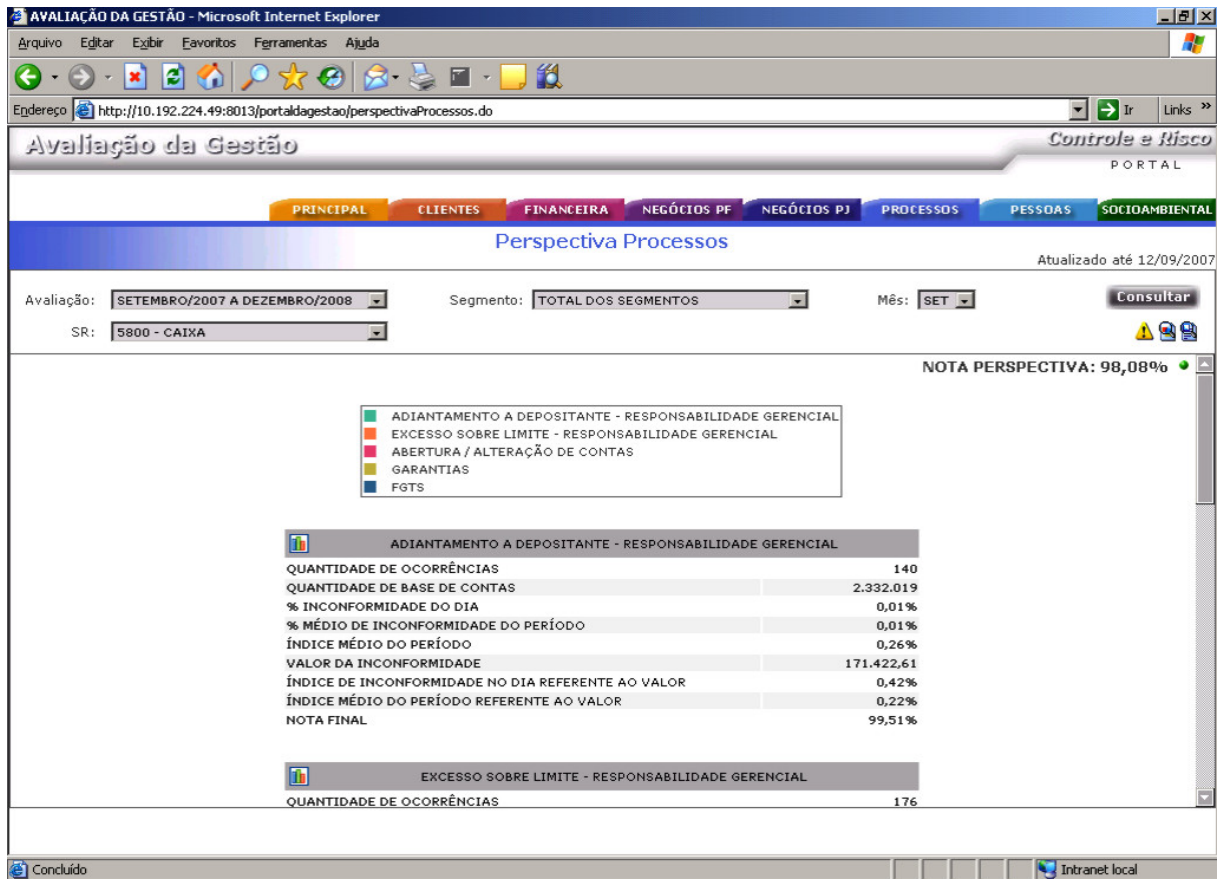 AVALIAÇÃO DA GESTÃO - Microsoft Internet Explorer
Arquivo Editar Exibir Favoritos Ferramentas Ajuda
Endereço http://10.192.224.49:8013/portaldagestao/perspectivaProcessos.do Ir Links »
Avaliação da Gestão Controle e Risco
PORTAL
PRINCIPAL CLIENTES FINANCEIRA NEGÓCIOS PF NEGÓCIOS PJ PROCESSOS PESSOAS SOCIOAMBIENTAL
Perspectiva Processos
Atualizado até 12/09/2007
Avaliação: SETEMBRO/2007 A DEZEMBRO/2008 Segmento: TOTAL DOS SEGMENTOS Mês: SET Consultar
SR: 5800 - CAIXA
NOTA PERSPECTIVA: 98,08%
ADIANTAMENTO A DEPOSITANTE - RESPONSABILIDADE GERENCIAL
EXCESSO SOBRE LIMITE - RESPONSABILIDADE GERENCIAL
ABERTURA / ALTERAÇÃO DE CONTAS
GARANTIAS
FGTS
ADIANTAMENTO A DEPOSITANTE - RESPONSABILIDADE GERENCIAL
QUANTIDADE DE OCORRÊNCIAS 140
QUANTIDADE DE BASE DE CONTAS 2.332.019
% INCONFORMIDADE DO DIA 0,01%
% MÉDIO DE INCONFORMIDADE DO PERÍODO 0,01%
ÍNDICE MÉDIO DO PERÍODO 0,26%
VALOR DA INCONFORMIDADE 171.422,61
ÍNDICE DE INCONFORMIDADE NO DIA REFERENTE AO VALOR 0,42%
ÍNDICE MÉDIO DO PERÍODO REFERENTE AO VALOR 0,22%
NOTA FINAL 99,51%
EXCESSO SOBRE LIMITE - RESPONSABILIDADE GERENCIAL
QUANTIDADE DE OCORRÊNCIAS 176
Concluído Intranet local